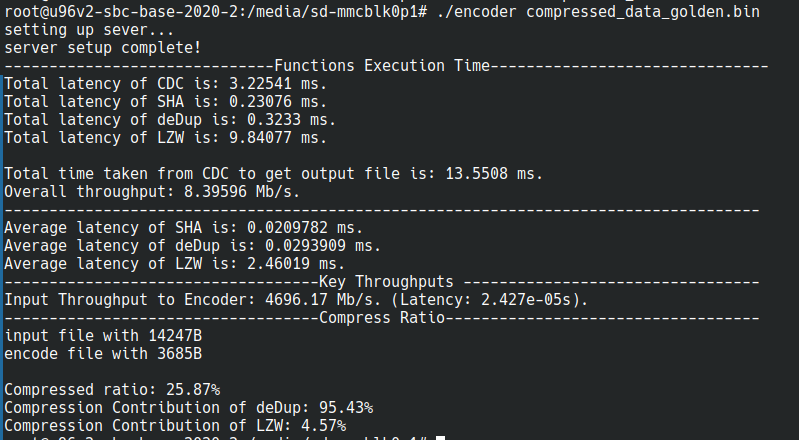 root@u96v2-sbc-base-2020-2:/media/sd-mmcblk0p1# ./encoder compressed_data_golden.bin
setting up sever...
server setup complete!
------------------------------Functions Execution Time-------------------------------
Total latency of CDC is: 3.22541 ms.
Total latency of SHA is: 0.23076 ms.
Total latency of deDup is: 0.3233 ms.
Total latency of LZW is: 9.84077 ms.
Total time taken from CDC to get output file is: 13.5508 ms.
Overall throughput: 8.39596 Mb/s.
------------------------------------------------------------------------------------
Average latency of SHA is: 0.0209782 ms.
Average latency of deDup is: 0.0293909 ms.
Average latency of LZW is: 2.46019 ms.
-----------------------------------Key Throughputs ---------------------------------
Input Throughput to Encoder: 4696.17 Mb/s. (Latency: 2.427e-05s).
-----------------------------------Compress Ratio-----------------------------------
input file with 14247B
encode file with 3685B
Compressed ratio: 25.87%
Compression Contribution of deDup: 95.43%
Compression Contribution of LZW: 4.57%